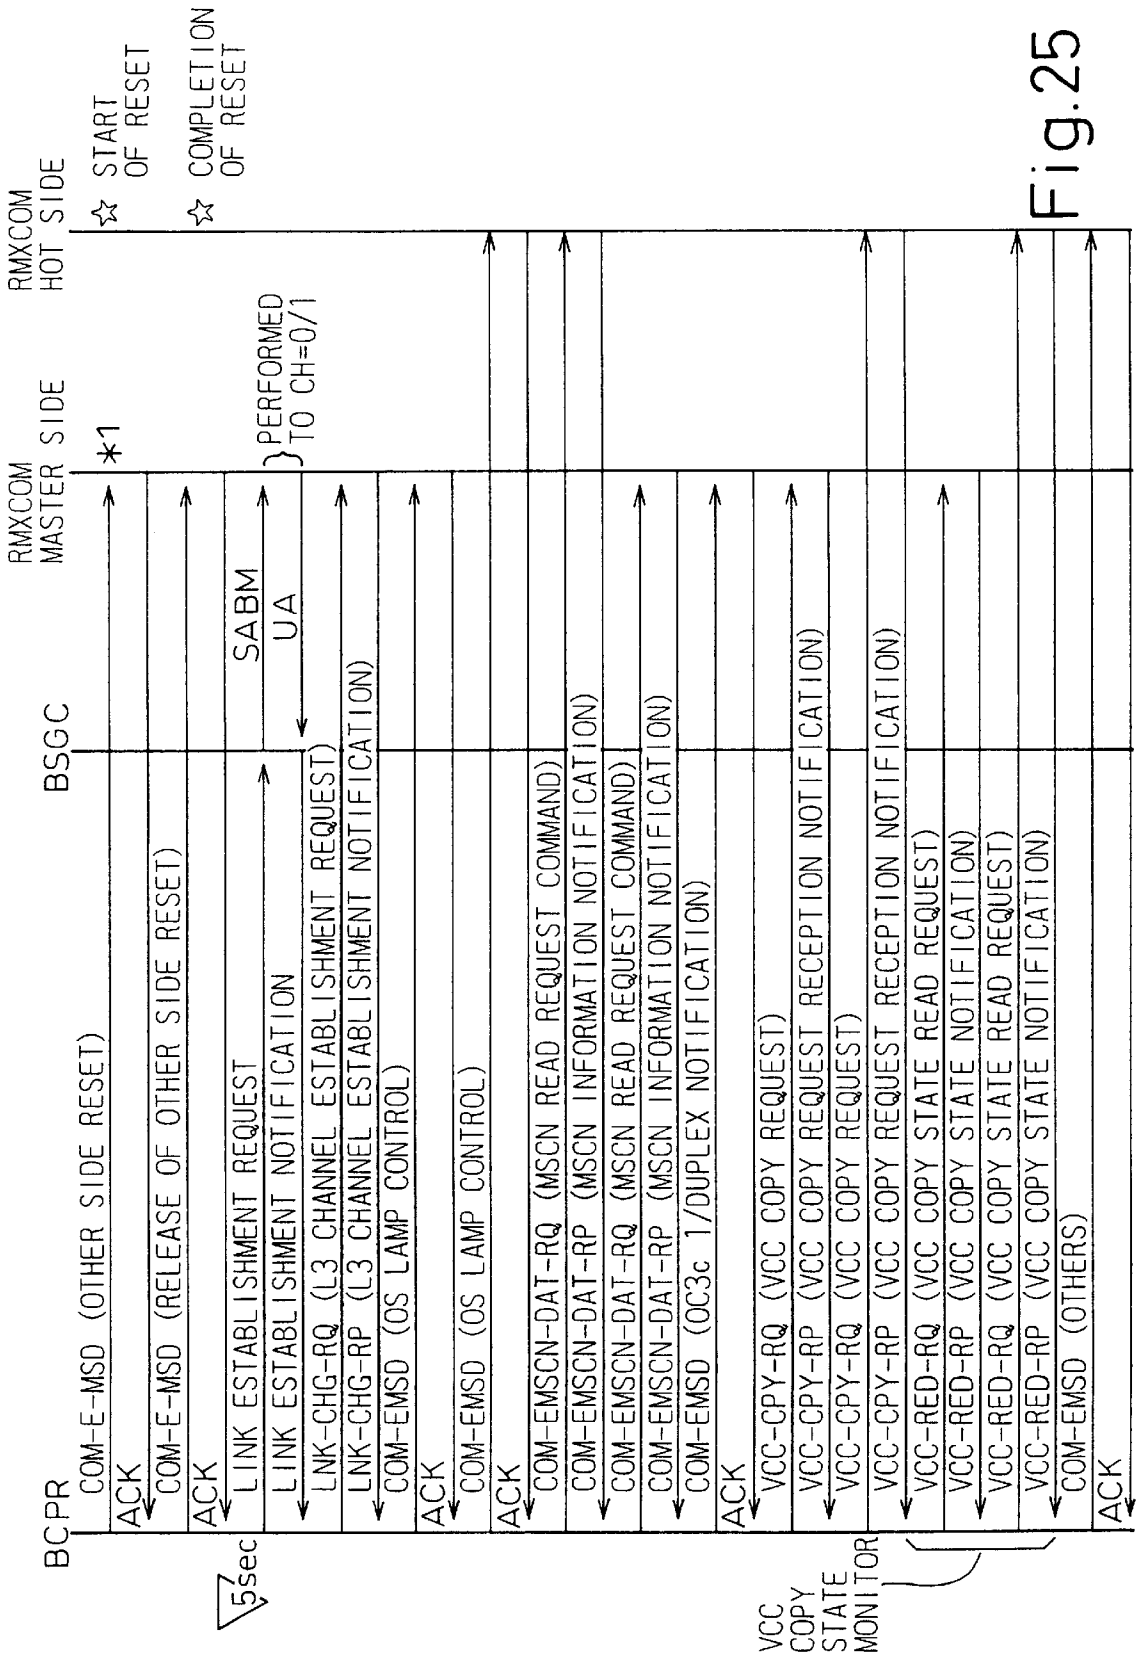 BCPR
BSGC
RMXCOM
MASTER SIDE
RMXCOM
HOT SIDE
COM-E-MSD (OTHER SIDE RESET)
*1
☆ START
OF RESET
ACK
COM-E-MSD (RELEASE OF OTHER SIDE RESET)
☆ COMPLETION
OF RESET
ACK
5sec
LINK ESTABLISHMENT REQUEST
SABM
LINK ESTABLISHMENT NOTIFICATION
UA
PERFORMED
TO CH=0/1
LNK-CHG-RQ (L3 CHANNEL ESTABLISHMENT REQUEST)
LNK-CHG-RP (L3 CHANNEL ESTABLISHMENT NOTIFICATION)
COM-EMSD (OS LAMP CONTROL)
ACK
COM-EMSD (OS LAMP CONTROL)
ACK
COM-EMSCN-DAT-RQ (MSCN READ REQUEST COMMAND)
COM-EMSCN-DAT-RP (MSCN INFORMATION NOTIFICATION)
COM-EMSCN-DAT-RQ (MSCN READ REQUEST COMMAND)
COM-EMSCN-DAT-RP (MSCN INFORMATION NOTIFICATION)
COM-EMSD (OC3c 1/DUPLEX NOTIFICATION)
ACK
VCC-CPY-RQ (VCC COPY REQUEST)
VCC-CPY-RP (VCC COPY REQUEST RECEPTION NOTIFICATION)
VCC-CPY-RQ (VCC COPY REQUEST)
VCC-CPY-RP (VCC COPY REQUEST RECEPTION NOTIFICATION)
VCC
COPY
STATE
MONITOR
VCC-RED-RQ (VCC COPY STATE READ REQUEST)
VCC-RED-RP (VCC COPY STATE NOTIFICATION)
VCC-RED-RQ (VCC COPY STATE READ REQUEST)
VCC-RED-RP (VCC COPY STATE NOTIFICATION)
COM-EMSD (OTHERS)
ACK
Fig.25